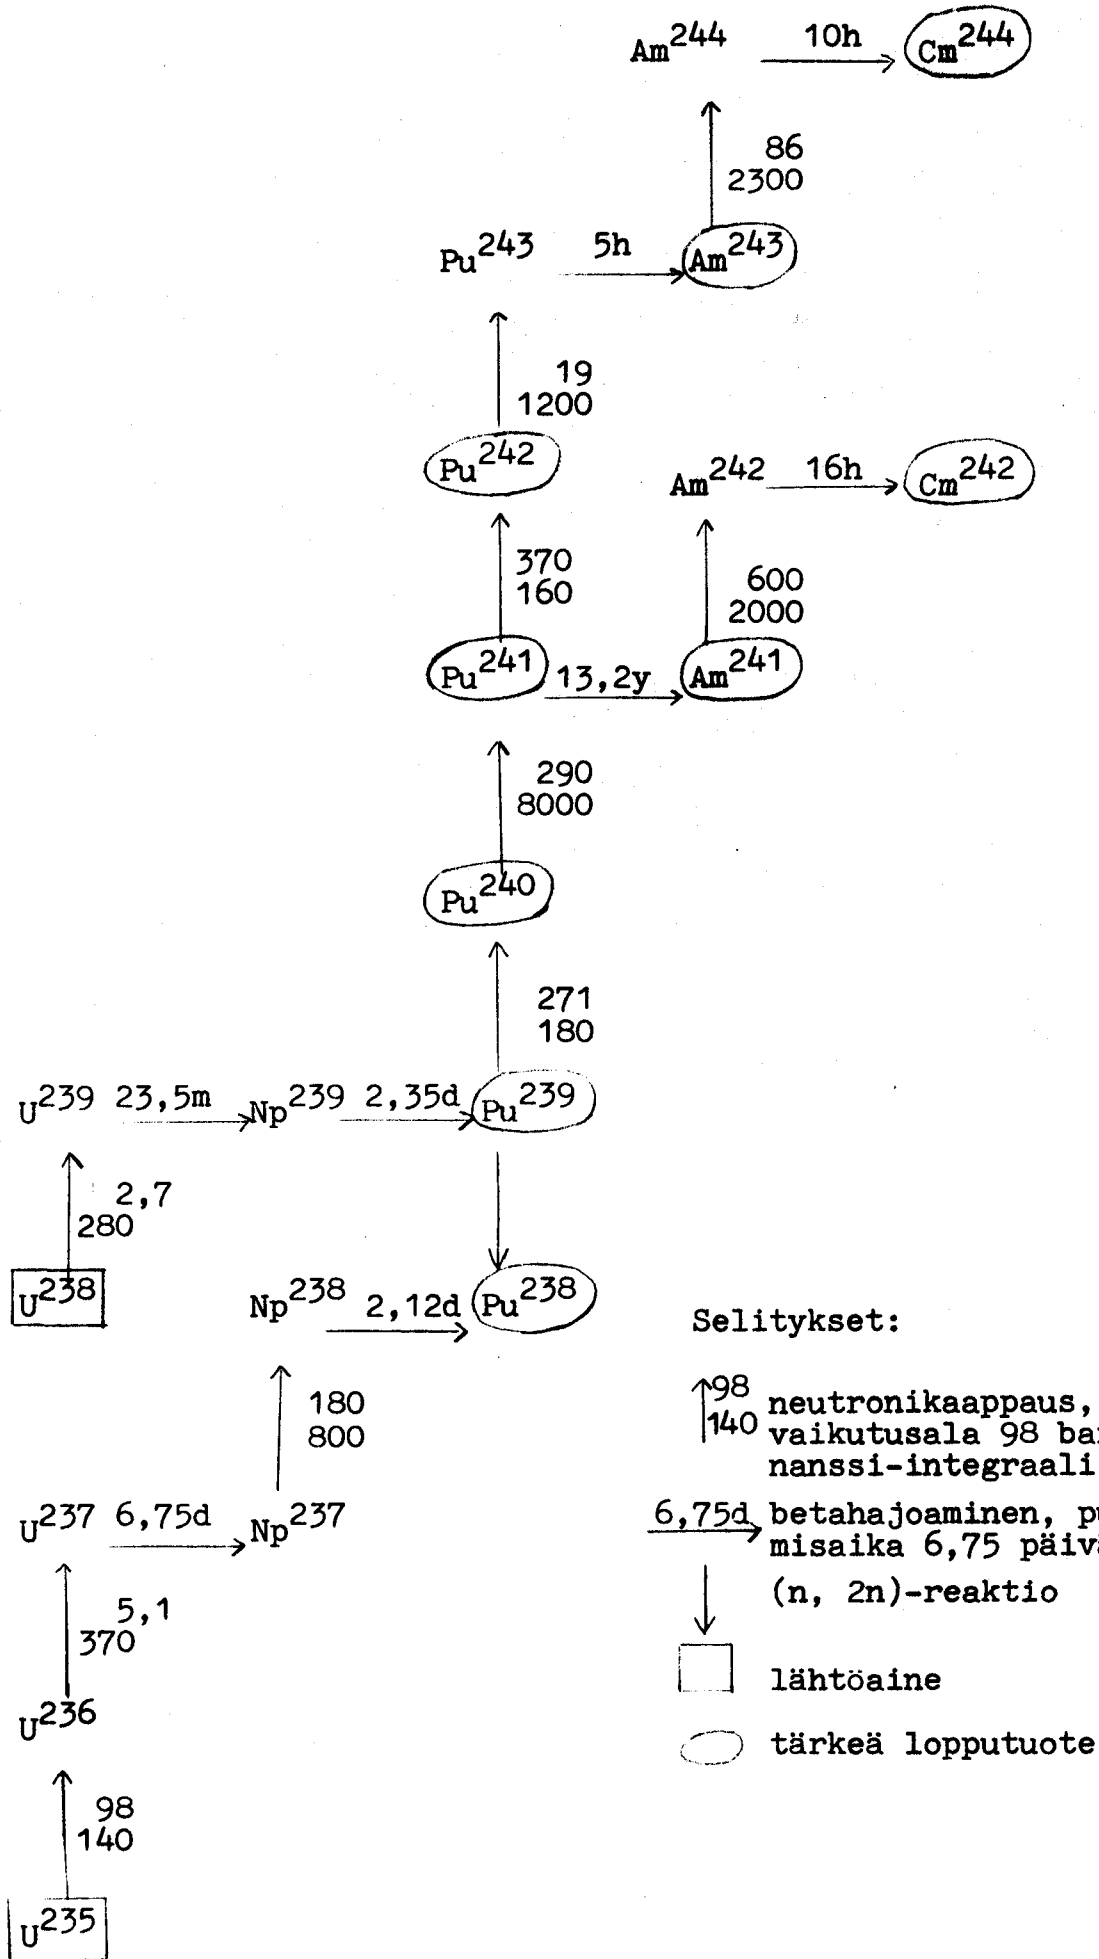 Am244 10h Cm244
86
2300
Pu243 5h Am243
19
1200
Pu242
Am242 16h Cm242
370
160
600
2000
Pu241 13,2y Am241
290
8000
Pu240
271
180
U239 23,5m Np239 2,35d Pu239
2,7
280
U238
Np238 2,12d Pu238
180
800
U237 6,75d Np237
5,1
370
U236
98
140
U235
Selitykset:
98
140
neutronikaappaus,
vaikutusala 98
nanssi-integraali
6,75d betahajoaminen,
misaika 6,75
(n, 2n)-reaktio
lähtöaine
tärkeä lopputuote